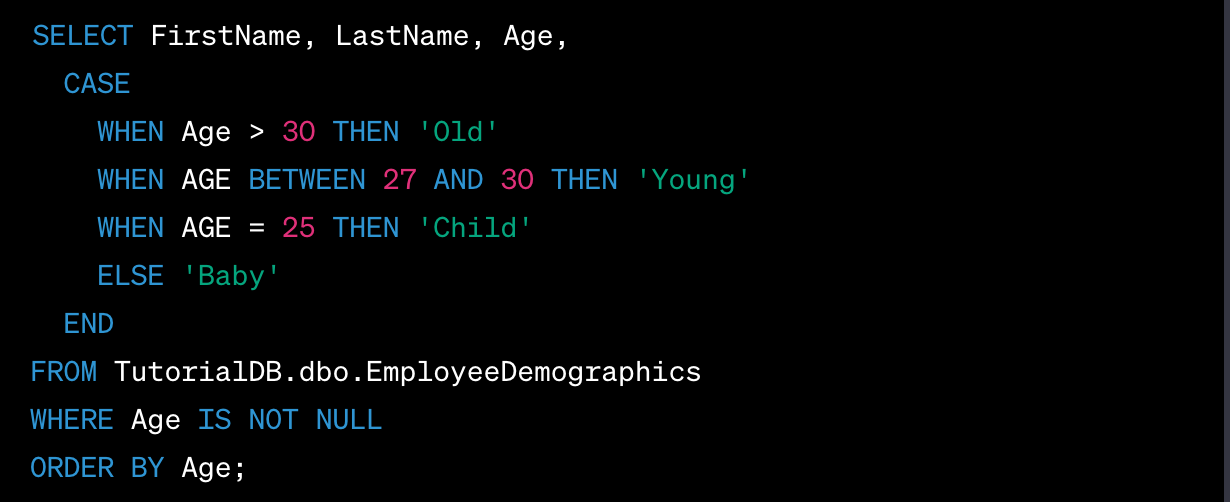 SELECT FirstName, LastName, Age,
CASE
WHEN Age > 30 THEN 'Old'
WHEN AGE BETWEEN 27 AND 30 THEN 'Young'
WHEN AGE = 25 THEN 'Child'
ELSE 'Baby'
END
FROM TutorialDB.dbo.EmployeeDemographics
WHERE Age IS NOT NULL
ORDER BY Age;